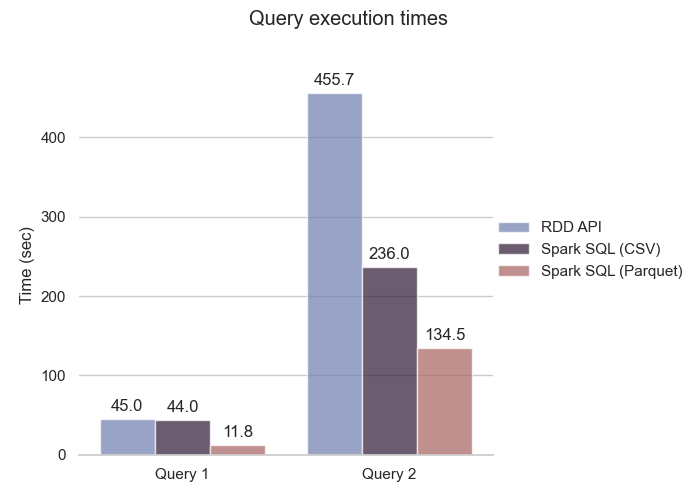 Query execution times
455.7
400
300
RDD API
Spark SQL (CSV)
236.0
Spark SQL (Parquet)
Time (sec)
200
134.5
100
45.0
44.0
11.8
0
Query 1
Query 2